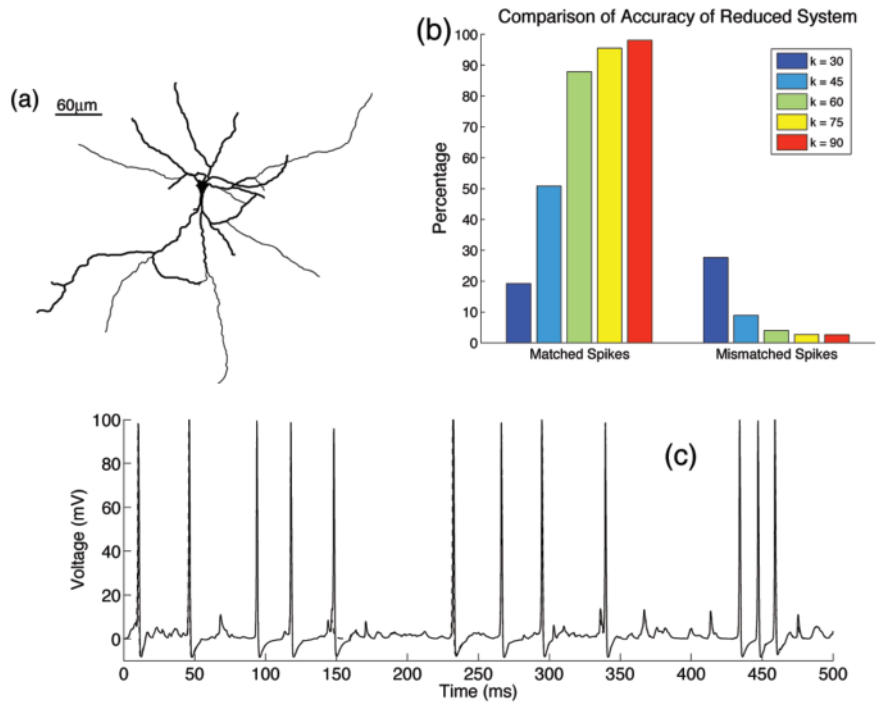 (a)
60μm
(b)
Comparison of Accuracy of Reduced System
Percentage
100
90
80
70
60
50
40
30
20
10
0
k = 30
k = 45
k = 60
k = 75
k = 90
Matched Spikes
Mismatched Spikes
(c)
Voltage (mV)
100
80
60
40
20
0
0
50
100
150
200
250
300
350
400
450
500
Time (ms)